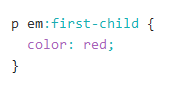 p em:first-child {
  color: red;
}